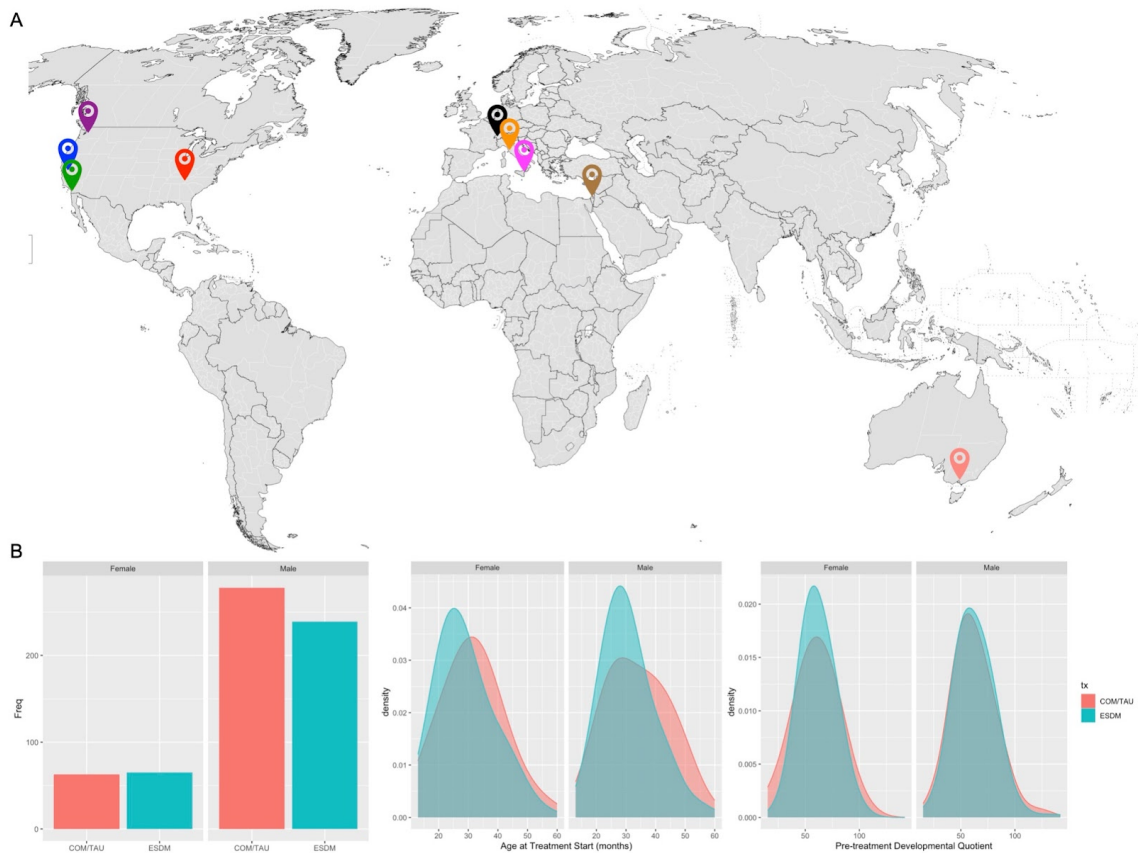 A
B
Female
Male
Freq
0
100
200
COM/TAU
ESDM
COM/TAU
ESDM
Female
Male
density
0.00
0.01
0.02
0.03
0.04
20
30
40
50
60
20
30
40
50
60
Age at Treatment Start (months)
Female
Male
density
0.000
0.005
0.010
0.015
0.020
50
100
50
100
Pre-treatment Developmental Quotient
tx
COM/TAU
ESDM